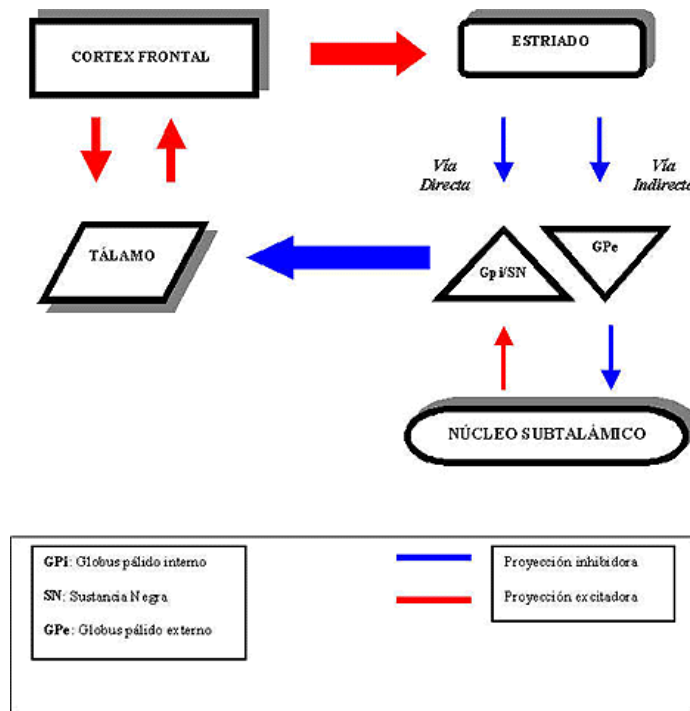 CORTEX FRONTAL
ESTRIADO
Vía
Directa
Vía
Indirecta
TÁLAMO
Gpi/SN
GPe
NÚCLEO SUBTALÁMICO
GPi: Globus pálido interno
SN: Sustancia Negra
GPe: Globus pálido externo
Proyección inhibidora
Proyección excitadora